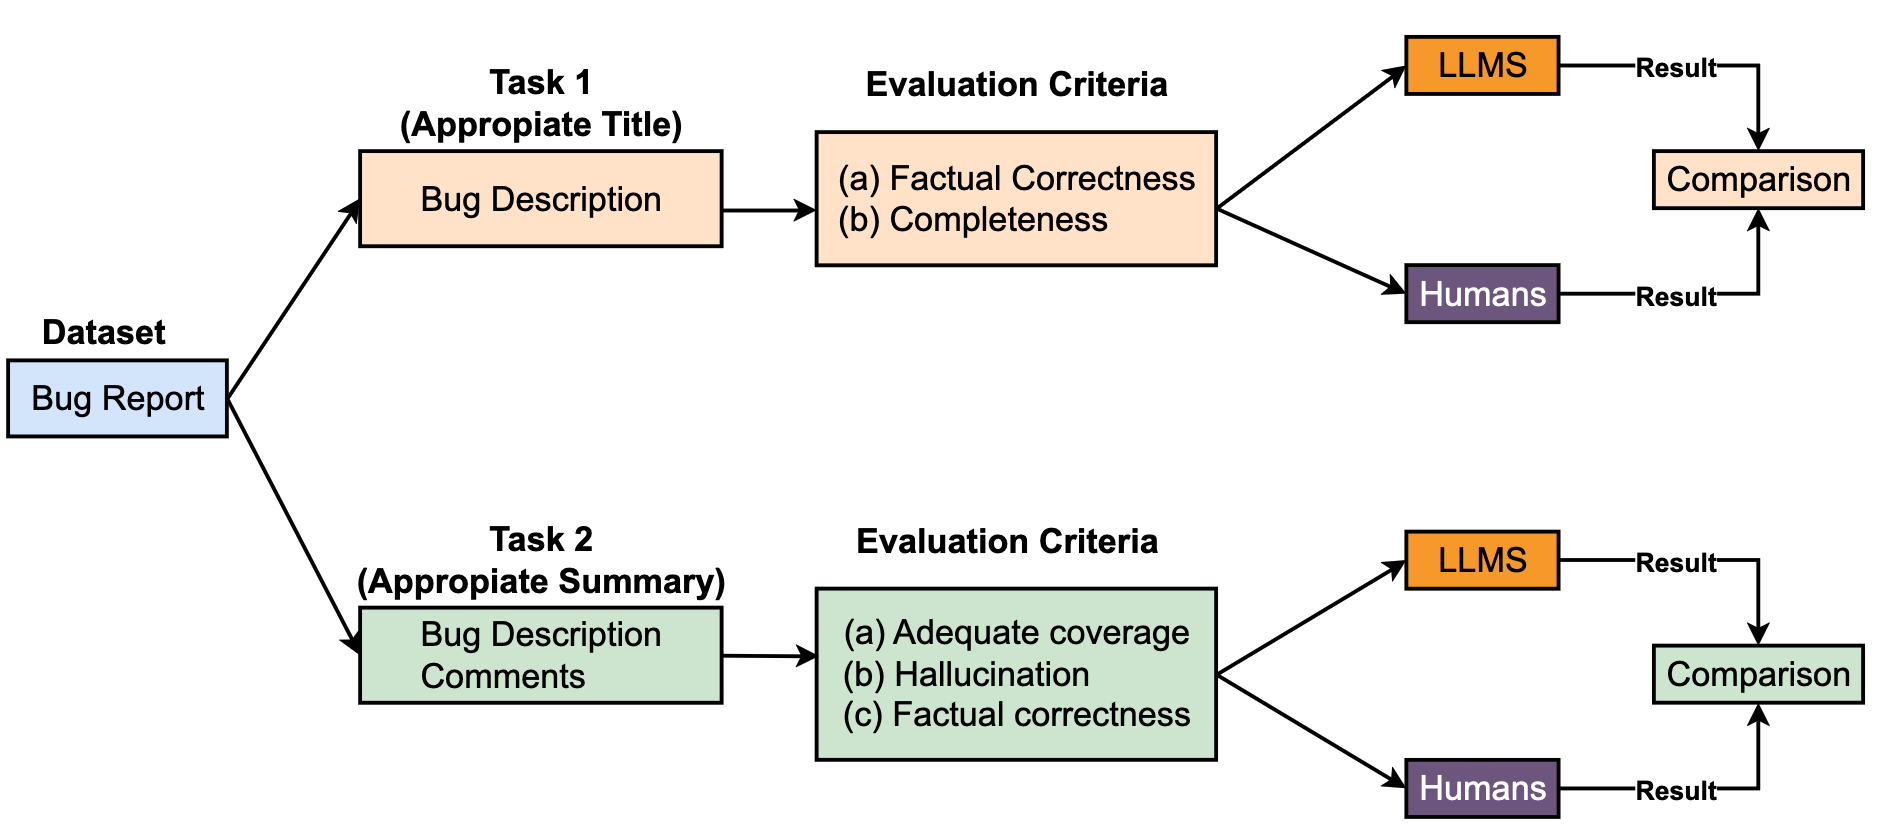 Dataset
Bug Report
Task 1
(Appropiate Title)
Bug Description
Evaluation Criteria
(a) Factual Correctness
(b) Completeness
LLMS
Result
Comparison
Humans
Result
Task 2
(Appropiate Summary)
Bug Description
Comments
Evaluation Criteria
(a) Adequate coverage
(b) Hallucination
(c) Factual correctness
LLMS
Result
Comparison
Humans
Result